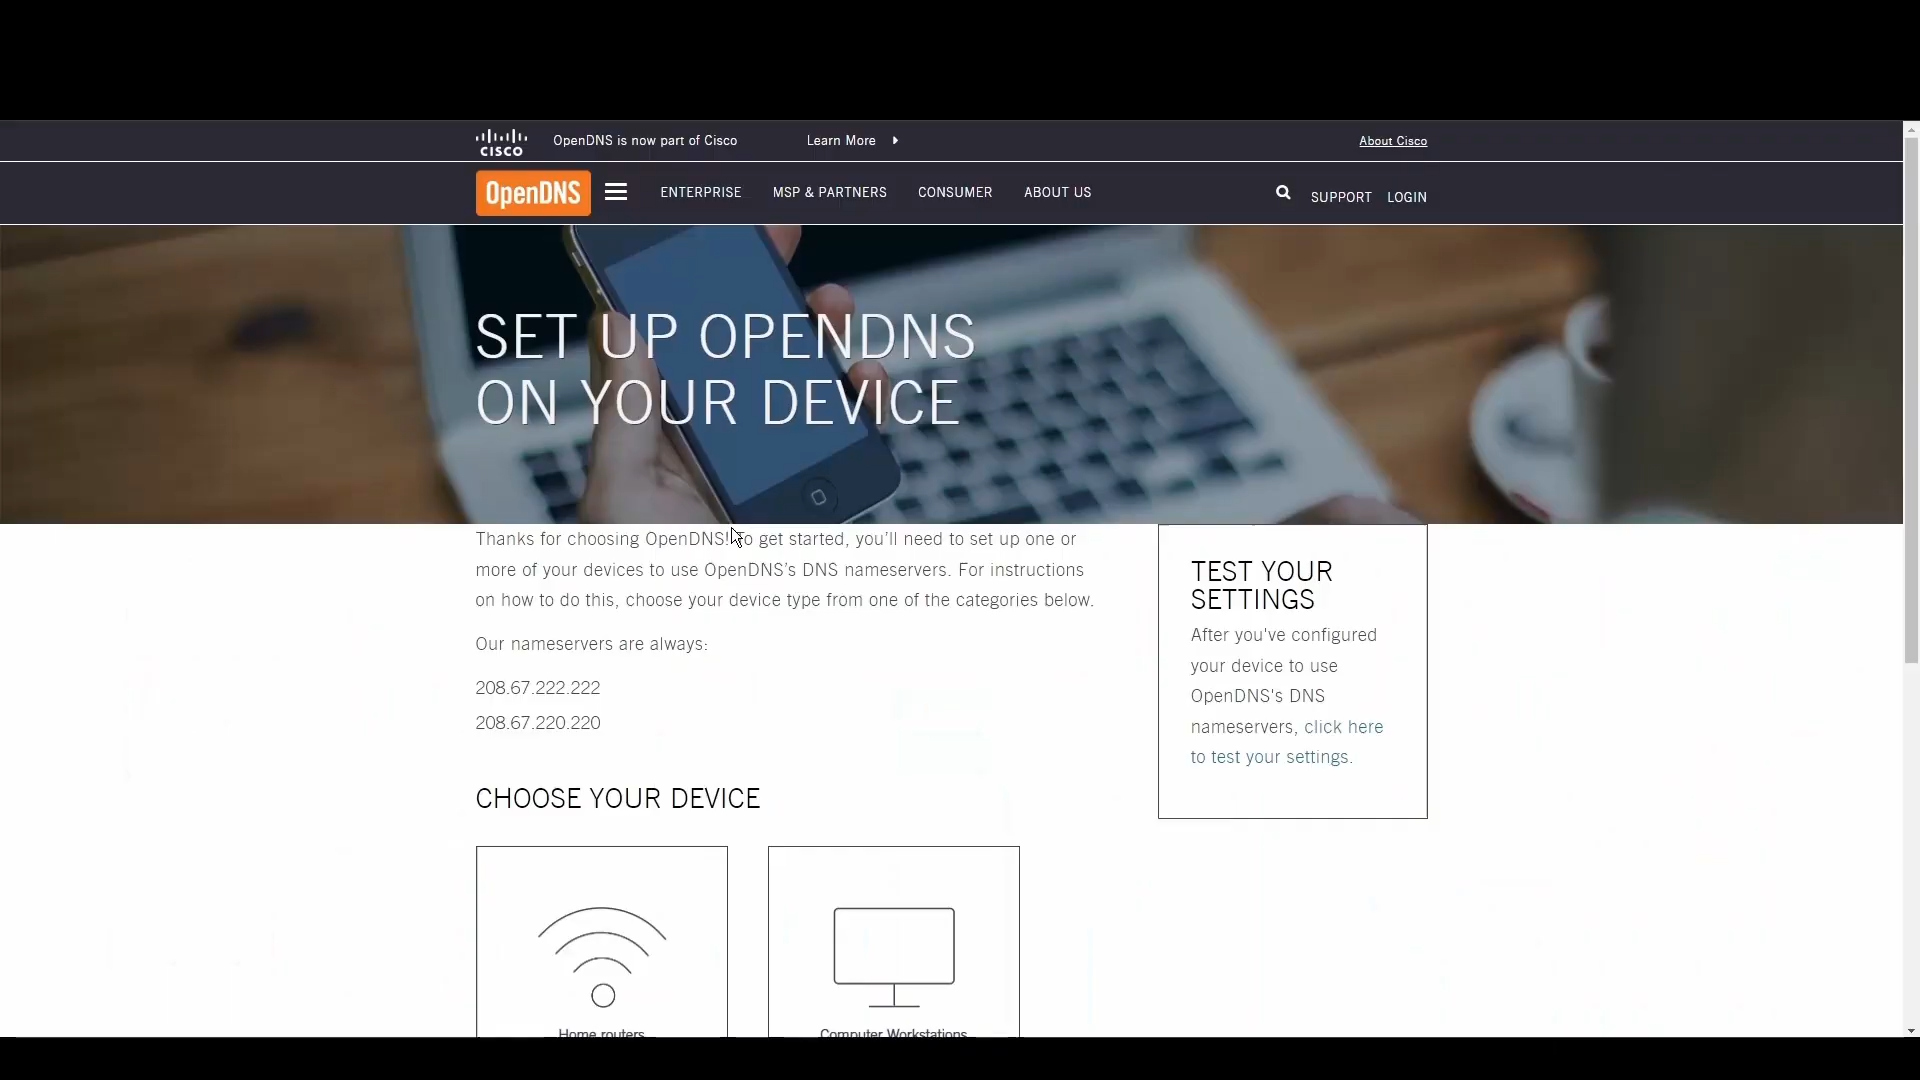 CISCO
OpenDNS is now part of Cisco
Learn More
About Cisco
OpenDNS
ENTERPRISE
MSP & PARTNERS
CONSUMER
ABOUT US
SUPPORT
LOGIN
SET UP OPENDNS
ON YOUR DEVICE
Thanks for choosing OpenDNS! To get started, you'll need to set up one or
more of your devices to use OpenDNS's DNS nameservers. For instructions
on how to do this, choose your device type from one of the categories below.
Our nameservers are always:
208.67.222.222
208.67.220.220
TEST YOUR
SETTINGS
After you've configured
your device to use
OpenDNS's DNS
nameservers, click here
to test your settings.
CHOOSE YOUR DEVICE
Home routers
Computer Workstations